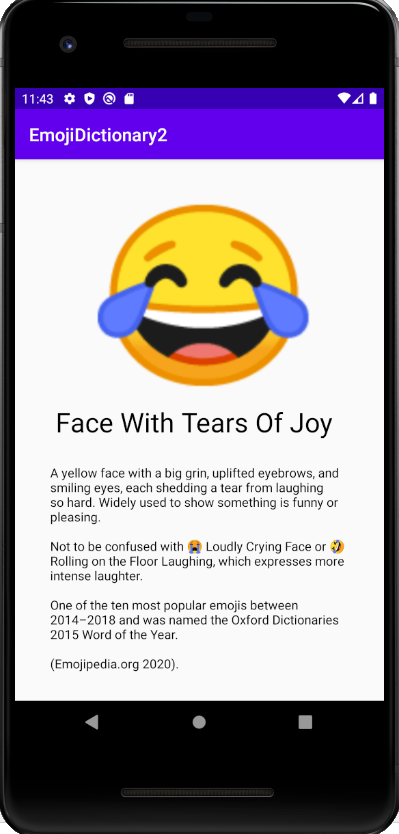 11:43
EmojiDictionary2
Face With Tears Of Joy
A yellow face with a big grin, uplifted eyebrows, and
smiling eyes, each shedding a tear from laughing
so hard. Widely used to show something is funny or
pleasing.
Not to be confused with 😭 Loudly Crying Face or 🤣
Rolling on the Floor Laughing, which expresses more
intense laughter.
One of the ten most popular emojis between
2014–2018 and was named the Oxford Dictionaries
2015 Word of the Year.
(Emojipedia.org 2020).